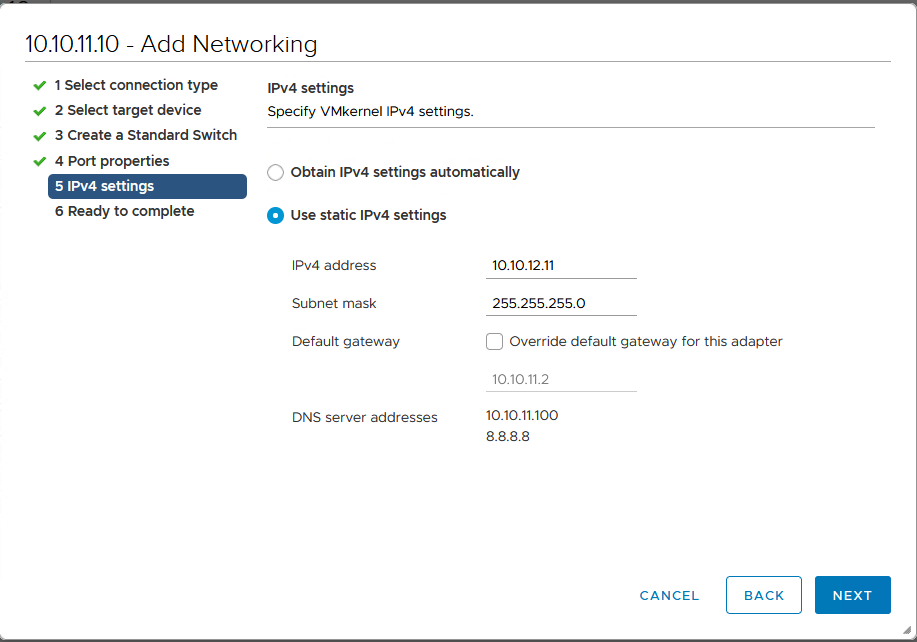 10.10.11.10 - Add Networking
1 Select connection type
2 Select target device
3 Create a Standard Switch
4 Port properties
5 IPv4 settings
6 Ready to complete
IPv4 settings
Specify VMkernel IPv4 settings.
Obtain IPv4 settings automatically
Use static IPv4 settings
IPv4 address 10.10.12.11
Subnet mask 255.255.255.0
Default gateway Override default gateway for this adapter
10.10.11.2
DNS server addresses 10.10.11.100
8.8.8.8
CANCEL BACK NEXT